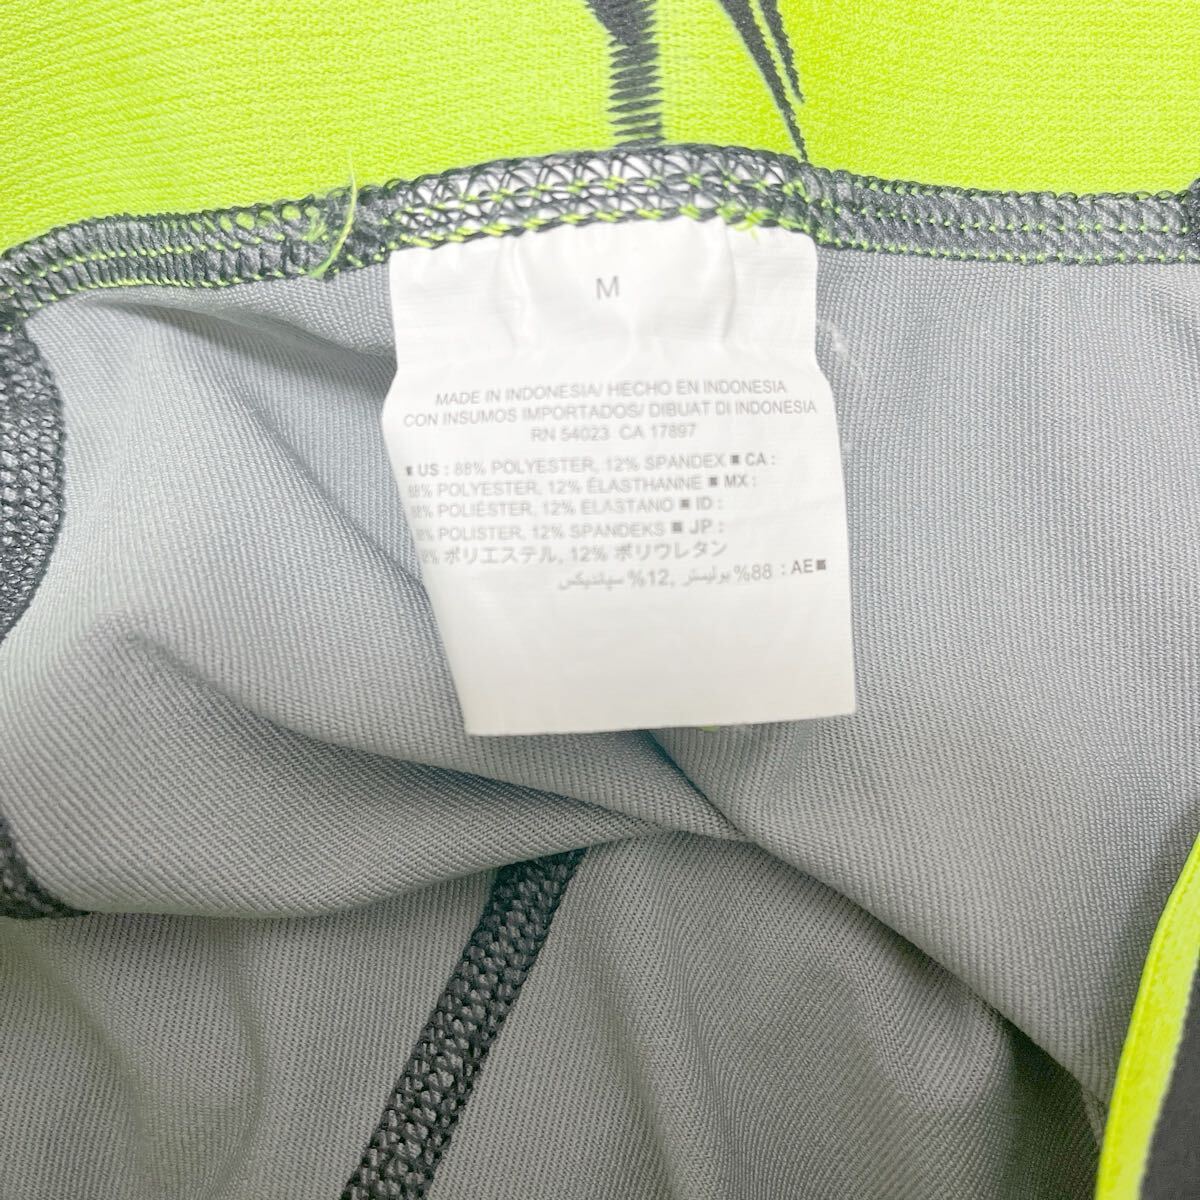 M
MADE IN INDONESIA/ HECHO EN INDONESIA
CON INSUMOS IMPORTADOS/ DIBUAT DI INDONESIA
RN 54023 CA 17897
■ US : 88% POLYESTER, 12% SPANDEX ■ CA :
88% POLYESTER, 12% ÉLASTHANNE ■ MX :
88% POLIÉSTER, 12% ELASTANO ■ ID :
88% POLISTER, 12% SPANDEKS ■ JP :
88% ポリエステル, 12% ポリウレタン
■AE : 88% بوليستر, 12% سباندیکس